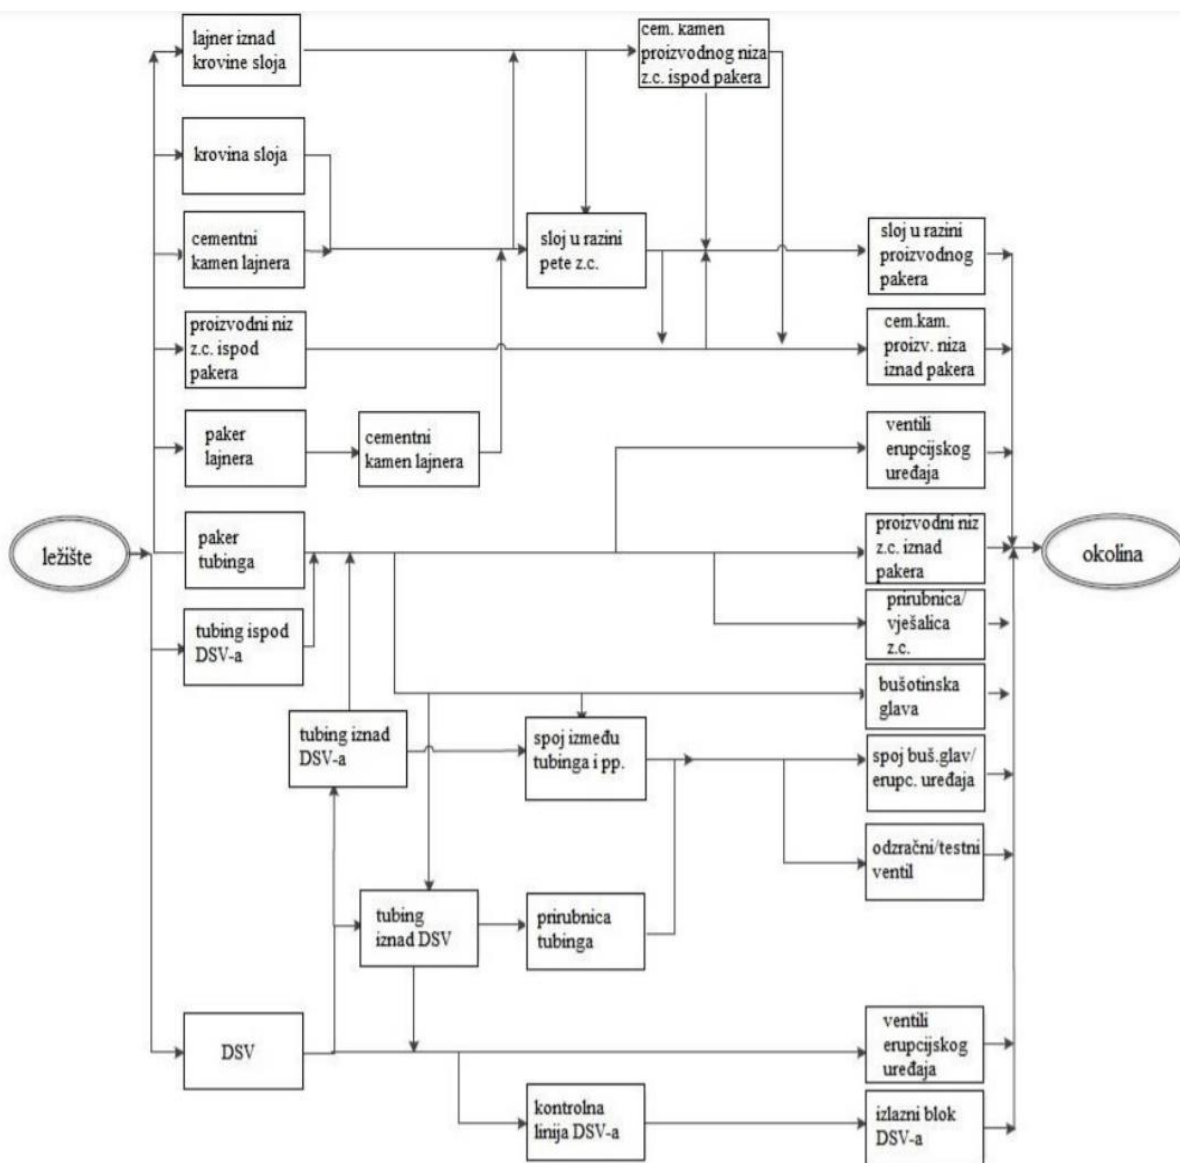 lajner iznad
krovine sloja
cem. kamen
proizvodnog niza
z.c. ispod pakera
krovina sloja
cementni
kamen lajnera
sloj u razini
pete z.c.
sloj u razini
proizvodnog
pakera
proizvodni niz
z.c. ispod
pakera
cem.kam.
proizv. niza
iznad pakera
paker
lajnera
cementni
kamen lajnera
ventili
erupcijskog
uređaja
ležište
paker
tubinga
proizvodni niz
z.c. iznad
pakera
okolina
tubing ispod
DSV-a
prirubnica/
vješalica
z.c.
bušotinska
glava
tubing iznad
DSV-a
spoj između
tubinga i pp.
spoj buš.glav/
erupc. uređaja
odzračni/testni
ventil
tubing
iznad DSV
prirubnica
tubinga
DSV
ventili
erupcijskog
uređaja
kontrolna
linija DSV-a
izlazni blok
DSV-a